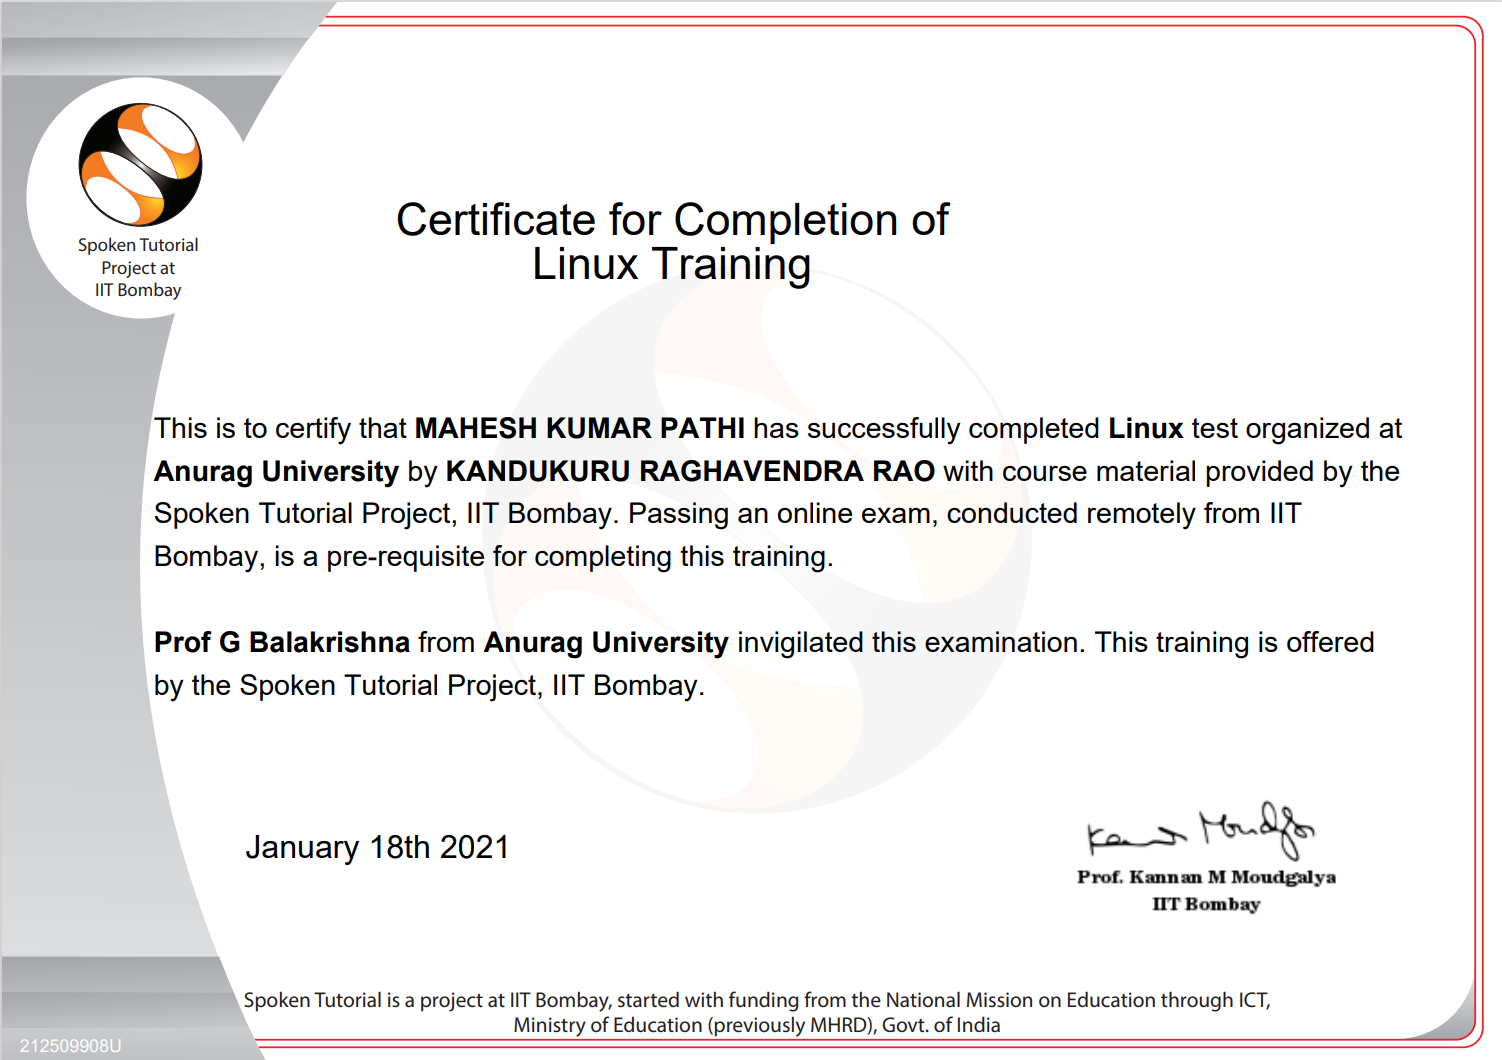 Spoken Tutorial
Project at
IIT Bombay
Certificate for Completion of
Linux Training
This is to certify that MAHESH KUMAR PATHI has successfully completed Linux test organized at
Anurag University by KANDUKURU RAGHAVENDRA RAO with course material provided by the
Spoken Tutorial Project, IIT Bombay. Passing an online exam, conducted remotely from IIT
Bombay, is a pre-requisite for completing this training.
Prof G Balakrishna from Anurag University invigilated this examination. This training is offered
by the Spoken Tutorial Project, IIT Bombay.
January 18th 2021
Prof. Kannan M Moudgalya
IIT Bombay
Spoken Tutorial is a project at IIT Bombay, started with funding from the National Mission on Education through ICT,
Ministry of Education (previously MHRD), Govt. of India
212509908U